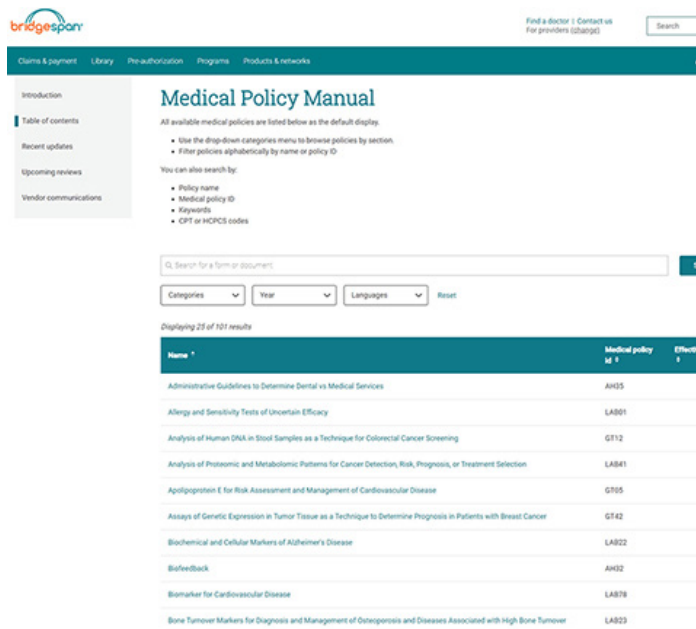 bridgespan
Find a doctor | Contact us
For providers (change)
Search
Claims & payment Library Pre-authorization Programs Products & networks
Introduction
Table of contents
Recent updates
Upcoming reviews
Vendor communications
Medical Policy Manual
All available medical policies are listed below as the default display.
• Use the drop-down categories menu to browse policies by section.
• Filter policies alphabetically by name or policy ID
You can also search by:
• Policy name
• Medical policy ID
• Keywords
• CPT or HCPCS codes
Search for a form or document
Categories Year Languages Reset
Displaying 25 of 101 results
Name Medical policy id Effecti
Administrative Guidelines to Determine Dental vs Medical Services AH35
Allergy and Sensitivity Tests of Uncertain Efficacy LAB01
Analysis of Human DNA in Stool Samples as a Technique for Colorectal Cancer Screening GT12
Analysis of Proteomic and Metabolomic Patterns for Cancer Detection, Risk, Prognosis, or Treatment Selection LAB41
Apolipoprotein E for Risk Assessment and Management of Cardiovascular Disease GT05
Assays of Genetic Expression in Tumor Tissue as a Technique to Determine Prognosis in Patients with Breast Cancer GT42
Biochemical and Cellular Markers of Alzheimer's Disease LAB22
Biofeedback AH32
Biomarker for Cardiovascular Disease LAB78
Bone Turnover Markers for Diagnosis and Management of Osteoporosis and Diseases Associated with High Bone Turnover LAB23